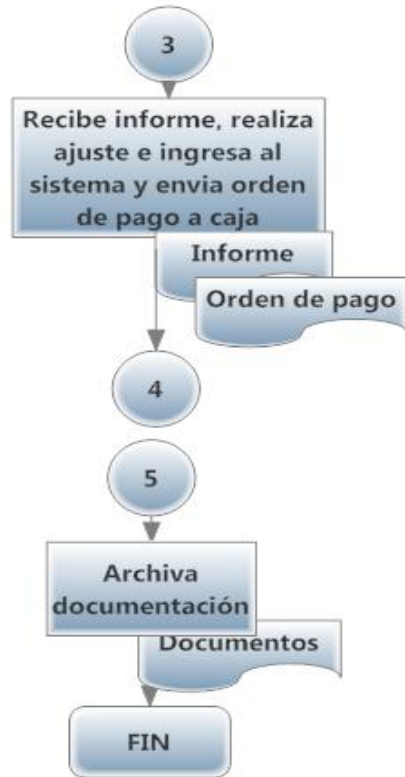 3
Recibe informe, realiza
ajuste e ingresa al
sistema y envia orden
de pago a caja
Informe
Orden de pago
4
5
Archiva
documentación
Documentos
FIN